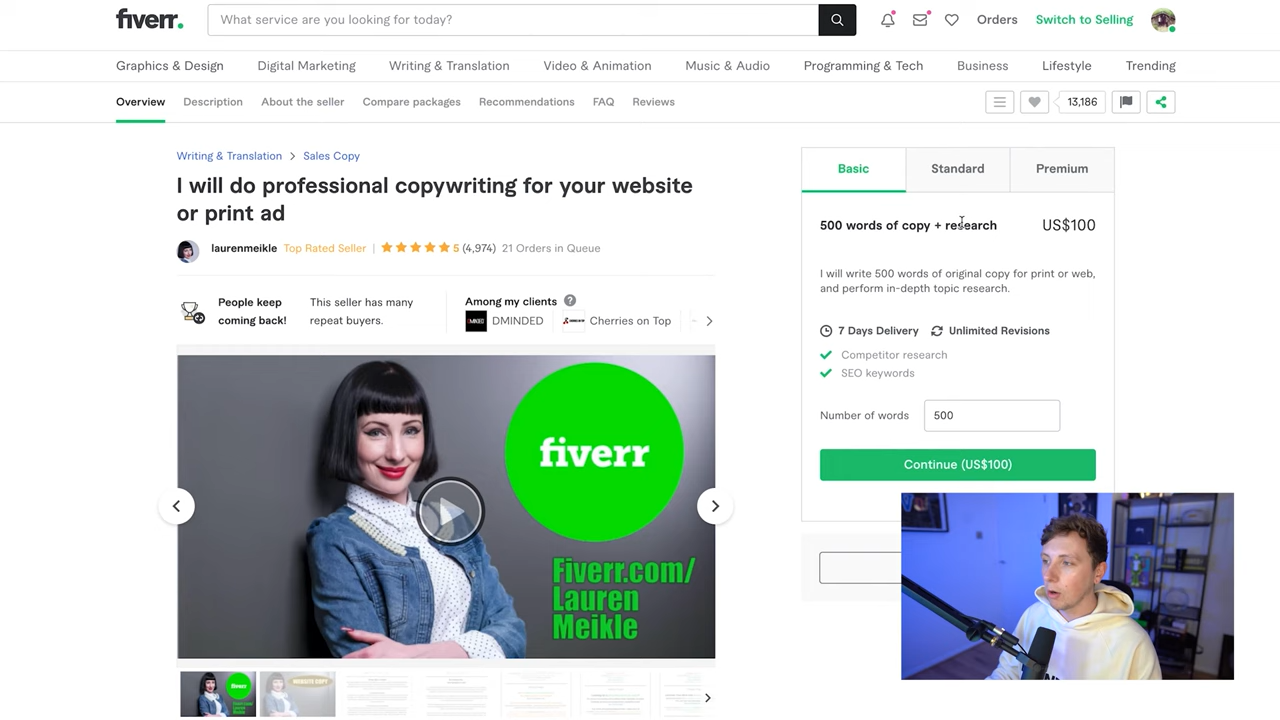 fiverr.
What service are you looking for today?
Orders
Switch to Selling
Graphics & Design
Digital Marketing
Writing & Translation
Video & Animation
Music & Audio
Programming & Tech
Business
Lifestyle
Trending
Overview
Description
About the seller
Compare packages
Recommendations
FAQ
Reviews
13,186
Writing & Translation > Sales Copy
I will do professional copywriting for your website
or print ad
laurenmeikle Top Rated Seller | 5 (4,974) 21 Orders in Queue
People keep
coming back!
This seller has many
repeat buyers.
Among my clients ?
DMINDED
Cherries on Top
fiverr
Fiverr.com/
Lauren
Meikle
WEBSITE COPY
Basic
Standard
Premium
500 words of copy + research US$100
I will write 500 words of original copy for print or web,
and perform in-depth topic research.
7 Days Delivery Unlimited Revisions
Competitor research
SEO keywords
Number of words 500
Continue (US$100)